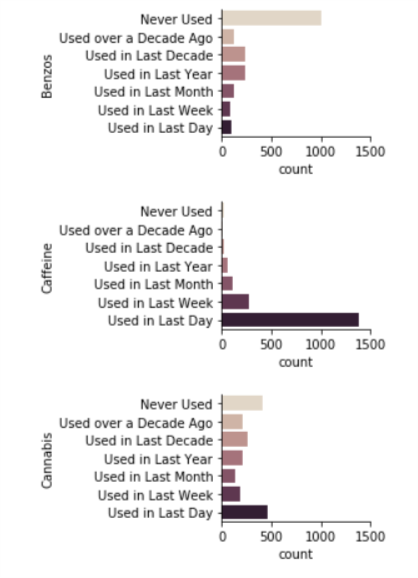 Benzos
Never Used
Used over a Decade Ago
Used in Last Decade
Used in Last Year
Used in Last Month
Used in Last Week
Used in Last Day
0 500 1000 1500
count
Caffeine
Never Used
Used over a Decade Ago
Used in Last Decade
Used in Last Year
Used in Last Month
Used in Last Week
Used in Last Day
0 500 1000 1500
count
Cannabis
Never Used
Used over a Decade Ago
Used in Last Decade
Used in Last Year
Used in Last Month
Used in Last Week
Used in Last Day
0 500 1000 1500
count